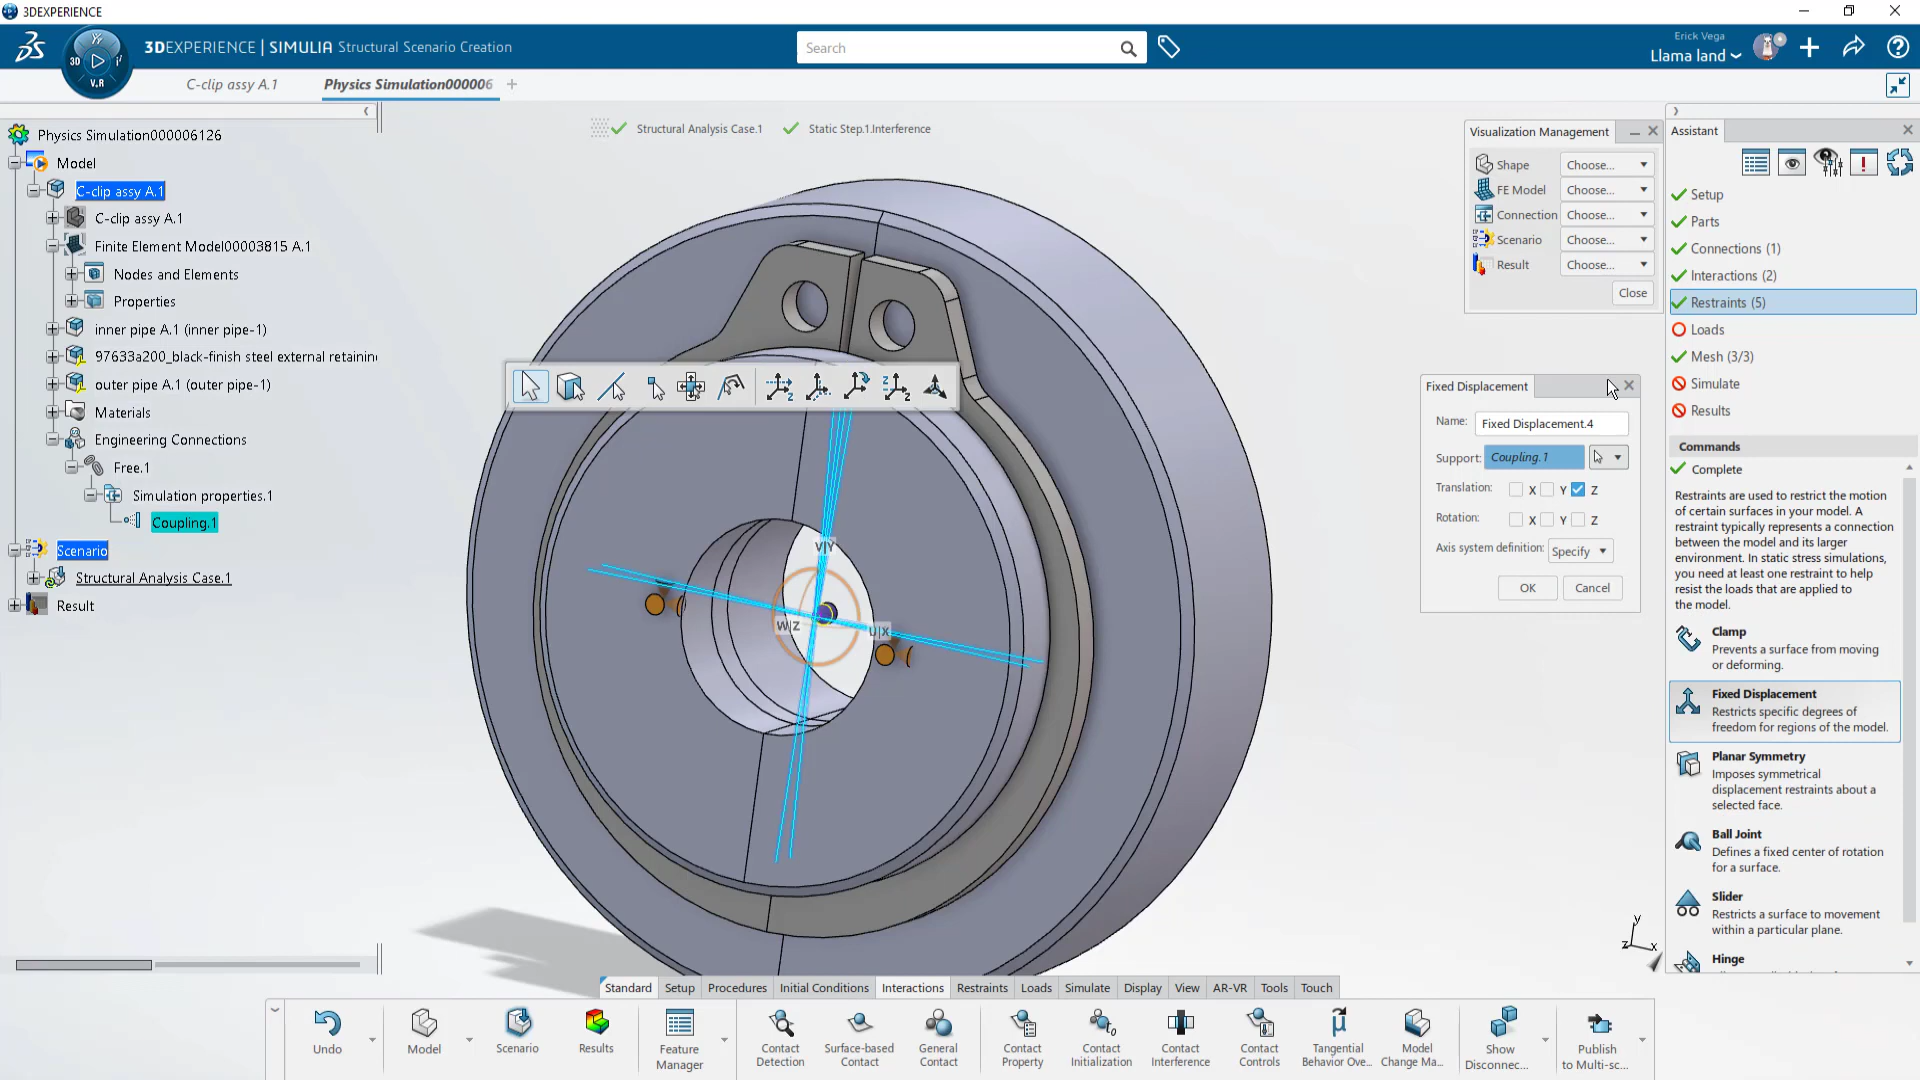 3DEXPERIENCE
3DEXPERIENCE | SIMULIA Structural Scenario Creation
3D
V.R
Search
Erick Vega
Llama land
C-clip assy A.1
Physics Simulation000006
Physics Simulation000006126
Model
C-clip assy A.1
C-clip assy A.1
Finite Element Model00003815 A.1
Nodes and Elements
Properties
inner pipe A.1 (inner pipe-1)
97633a200_black-finish steel external retainin
outer pipe A.1 (outer pipe-1)
Materials
Engineering Connections
Free.1
Simulation properties.1
Coupling.1
Scenario
Structural Analysis Case.1
Result
Structural Analysis Case.1
Static Step.1.Interference
V|Y
W|Z
U|X
Visualization Management
Shape Choose...
FE Model Choose...
Connection Choose...
Scenario Choose...
Result Choose...
Close
Fixed Displacement
Name: Fixed Displacement.4
Support: Coupling.1
Translation: X Y Z
Rotation: X Y Z
Axis system definition: Specify
OK Cancel
y
z x
Assistant
Setup
Parts
Connections (1)
Interactions (2)
Restraints (5)
Loads
Mesh (3/3)
Simulate
Results
Commands
Complete
Restraints are used to restrict the motion
of certain surfaces in your model. A
restraint typically represents a connection
between the model and its larger
environment. In static stress simulations,
you need at least one restraint to help
resist the loads that are applied to
the model.
Clamp
Prevents a surface from moving
or deforming.
Fixed Displacement
Restricts specific degrees of
freedom for regions of the model.
Planar Symmetry
Imposes symmetrical
displacement restraints about a
selected face.
Ball Joint
Defines a fixed center of rotation
for a surface.
Slider
Restricts a surface to movement
within a particular plane.
Hinge
Standard Setup Procedures Initial Conditions Interactions Restraints Loads Simulate Display View AR-VR Tools Touch
Undo
Model
Scenario
Results
Feature
Manager
Contact
Detection
Surface-based
Contact
General
Contact
Contact
Property
Contact
Initialization
Contact
Interference
Contact
Controls
Tangential
Behavior Ove...
Model
Change Ma...
Show
Disconnec...
Publish
to Multi-sc...